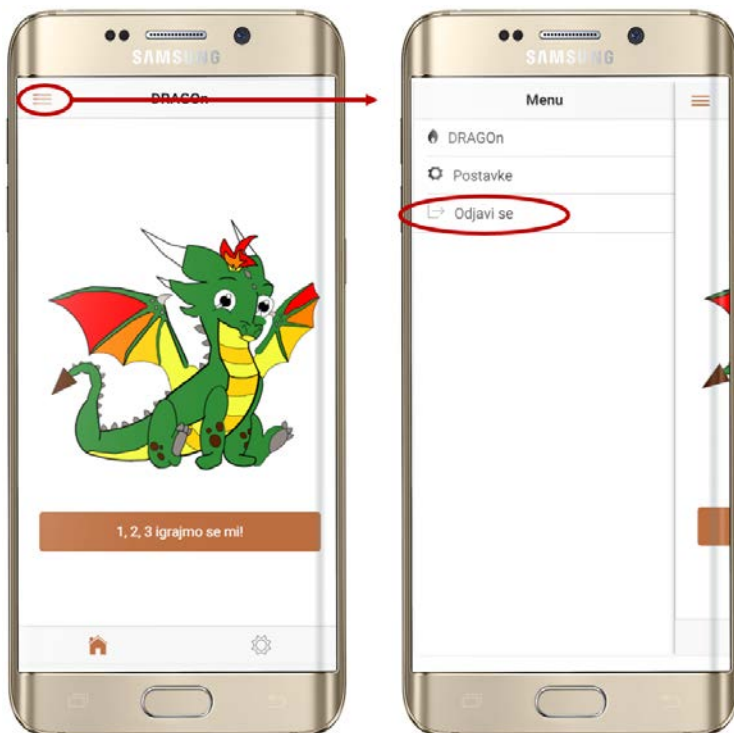 SAMSUNG
DRAGOn
1, 2, 3 igrajmo se mi!
SAMSUNG
Menu
DRAGOn
Postavke
Odjavi se